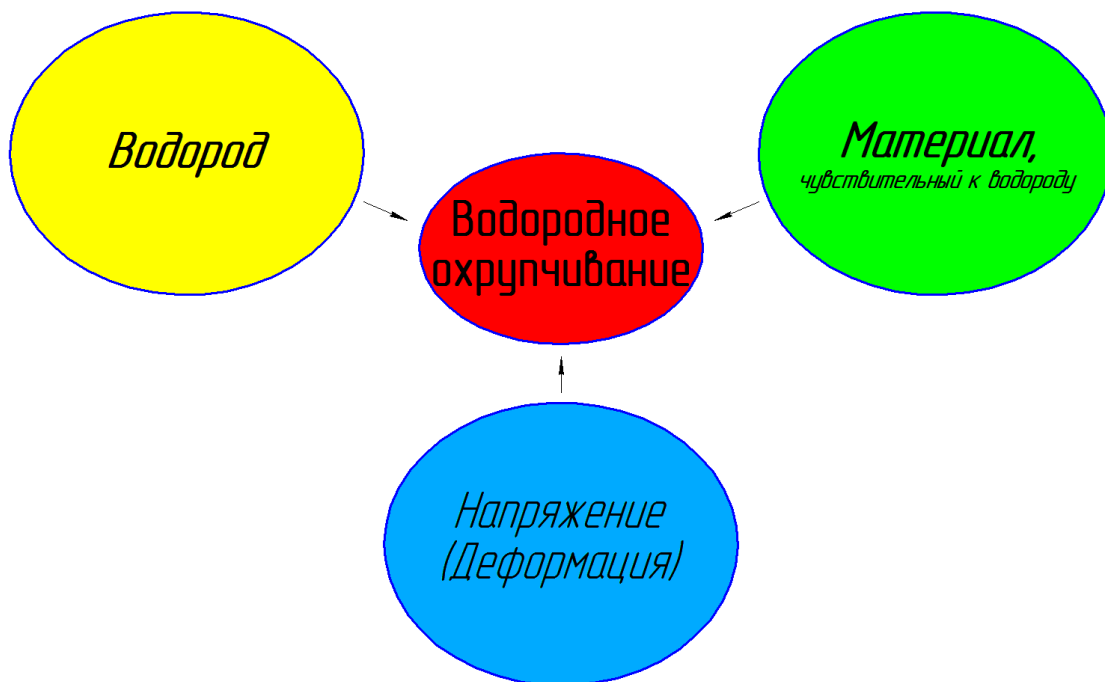 Водород
Материал,
чувствительный к водороду
Водородное
охрупчивание
Напряжение
(Деформация)